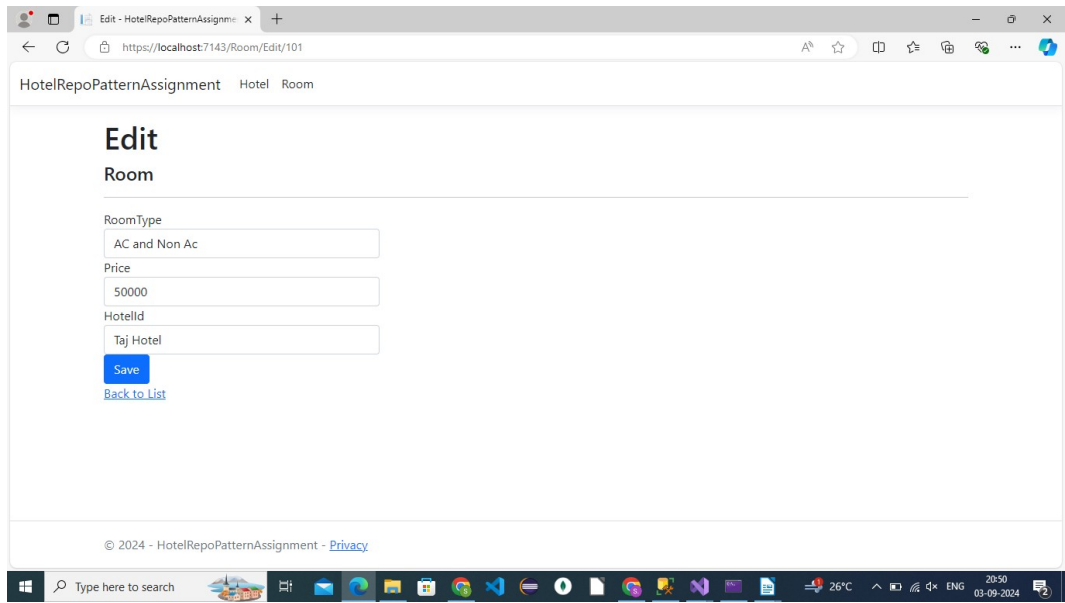 Edit - HotelRepoPatternAssignme
https://localhost:7143/Room/Edit/101
HotelRepoPatternAssignment Hotel Room
Edit
Room
RoomType
AC and Non Ac
Price
50000
HotelId
Taj Hotel
Save
Back to List
© 2024 - HotelRepoPatternAssignment - Privacy
Type here to search 26°C ENG 20:50
03-09-2024